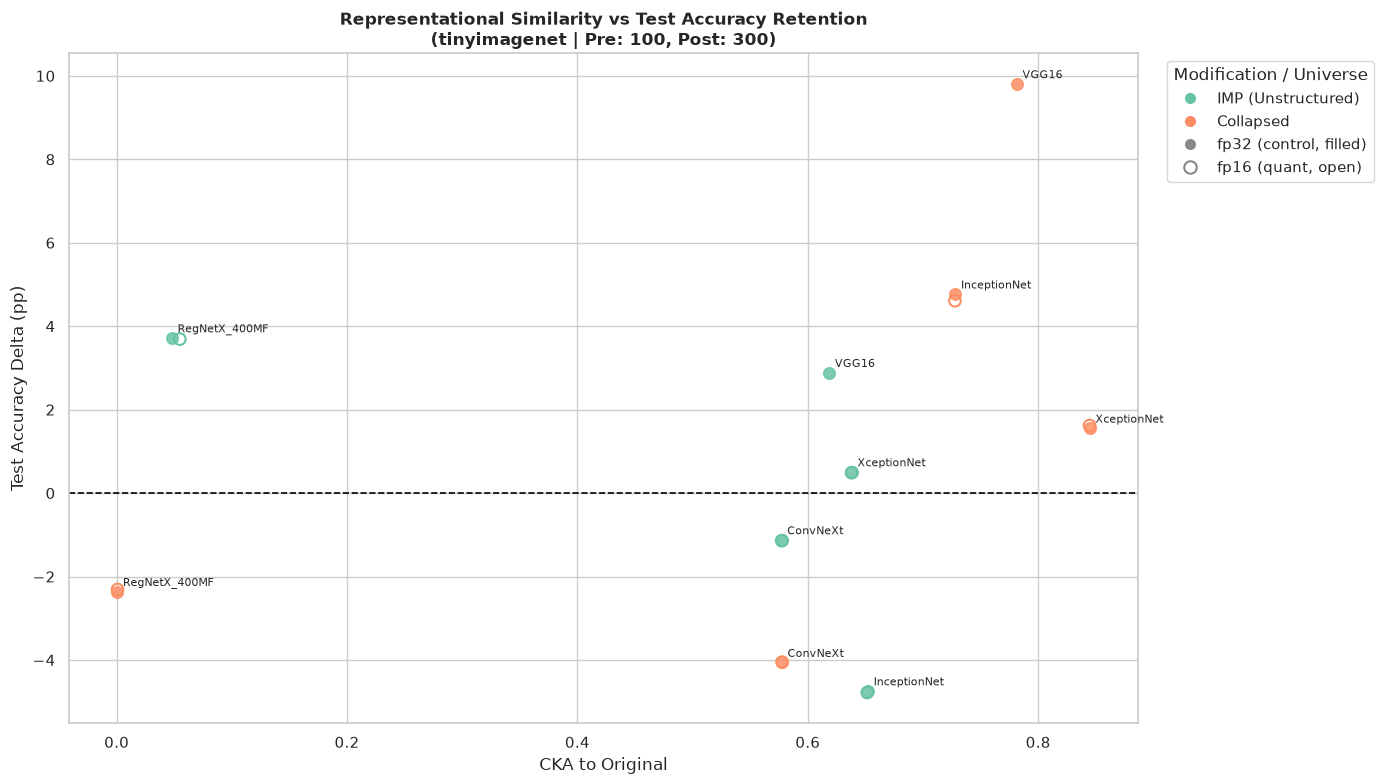 Representational Similarity vs Test Accuracy Retention
(tinyimagenet | Pre: 100, Post: 300)
Modification / Universe
IMP (Unstructured)
Collapsed
fp32 (control, filled)
fp16 (quant, open)
Test Accuracy Delta (pp)
10
8
6
4
2
0
−2
−4
VGG16
InceptionNet
RegNetX_400MF
VGG16
XceptionNet
XceptionNet
ConvNeXt
RegNetX_400MF
ConvNeXt
InceptionNet
0.0
0.2
0.4
0.6
0.8
CKA to Original